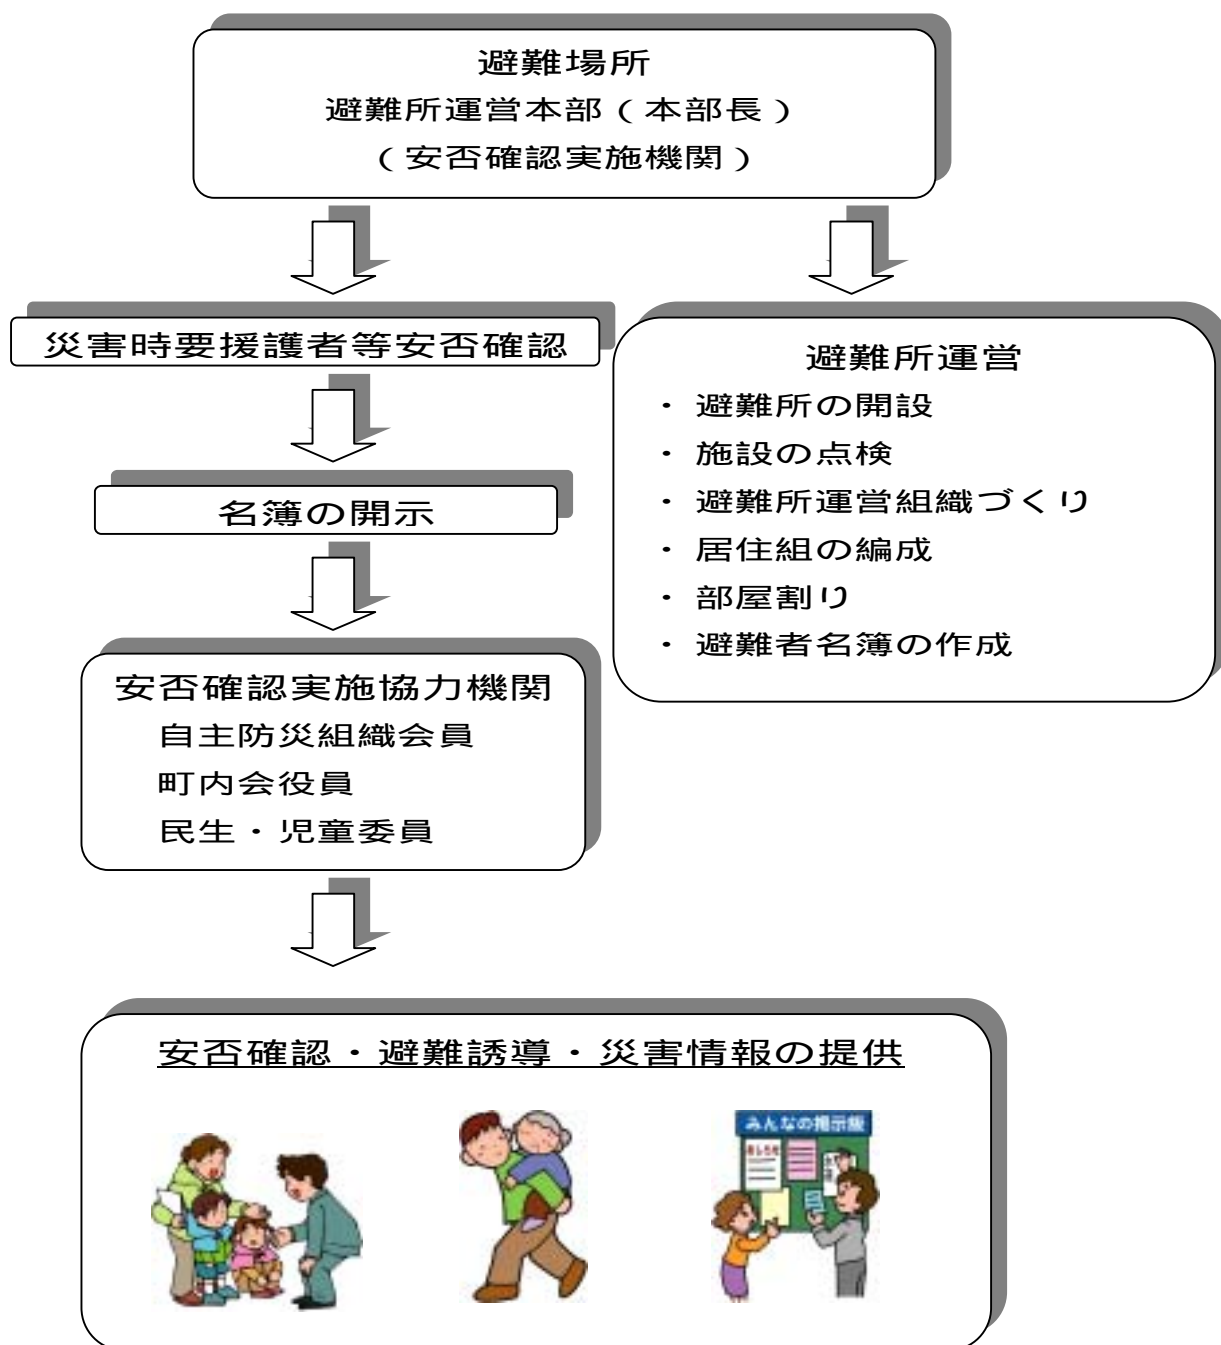 避難場所
避難所運営本部（本部長）
（安否確認実施機関）
災害時要援護者等安否確認
名簿の開示
安否確認実施協力機関
自主防災組織会員
町内会役員
民生・児童委員
避難所運営
・ 避難所の開設
・ 施設の点検
・ 避難所運営組織づくり
・ 居住組の編成
・ 部屋割り
・ 避難者名簿の作成
安否確認・避難誘導・災害情報の提供
みんなの掲示板
おしらせ